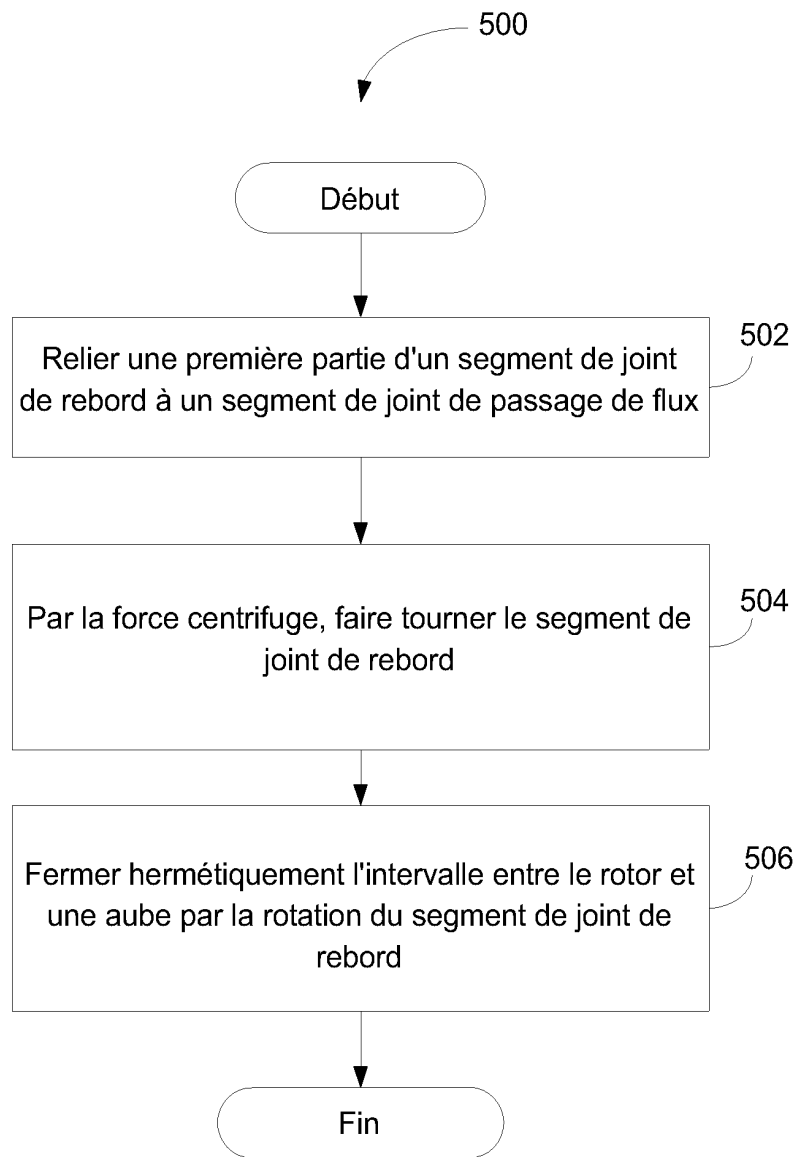 500
Début
502
Relier une première partie d'un segment de joint
de rebord à un segment de joint de passage de flux
504
Par la force centrifuge, faire tourner le segment de
joint de rebord
506
Fermer hermétiquement l'intervalle entre le rotor et
une aube par la rotation du segment de joint de
rebord
Fin